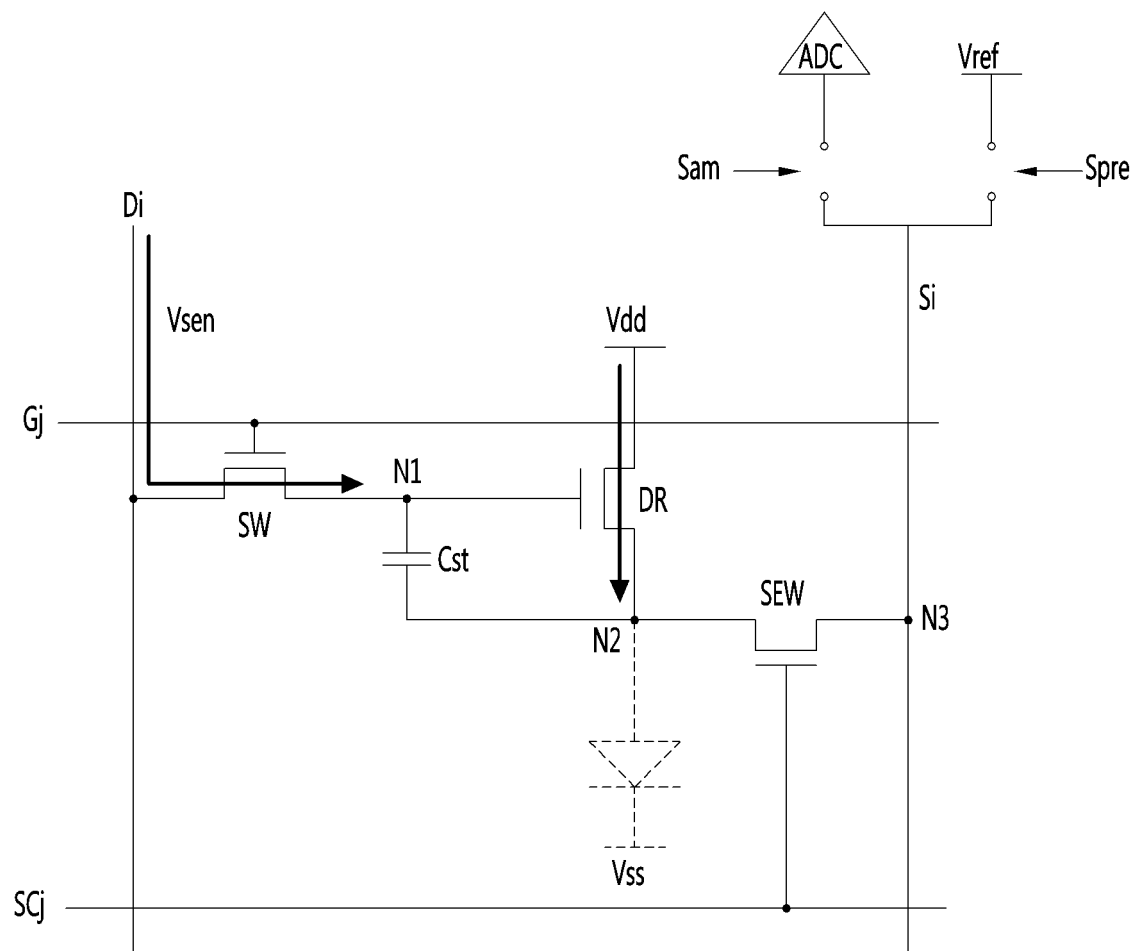 ADC
Vref
Sam
Spre
Di
Si
Vsen
Vdd
Gj
N1
DR
SW
Cst
SEW
N2
N3
Vss
SCj